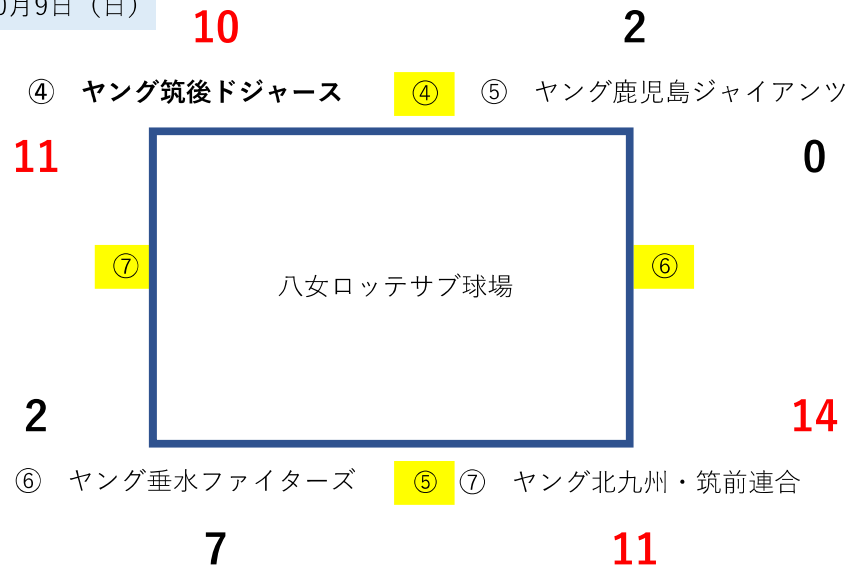 0月9日（日）
10 2
④ ヤング筑後ドジャース ④ ⑤ ヤング鹿児島ジャイアンツ
11 0
⑦ ⑥
八女ロッテサブ球場
2 14
⑥ ヤング垂水ファイターズ ⑤ ⑦ ヤング北九州・筑前連合
7 11